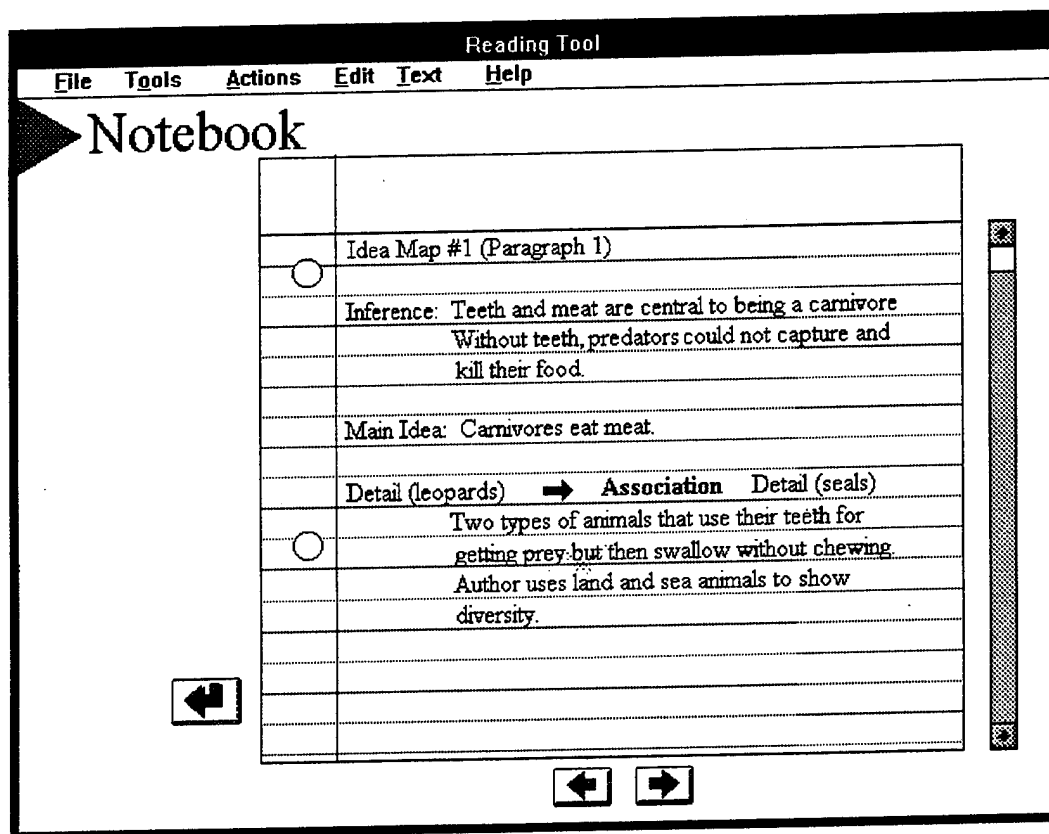 Reading Tool
File Tools Actions Edit Text Help
Notebook
Idea Map #1 (Paragraph 1)
Inference: Teeth and meat are central to being a carnivore
Without teeth, predators could not capture and
kill their food.
Main Idea: Carnivores eat meat.
Detail (leopards) ➡ Association Detail (seals)
Two types of animals that use their teeth for
getting prey but then swallow without chewing.
Author uses land and sea animals to show
diversity.